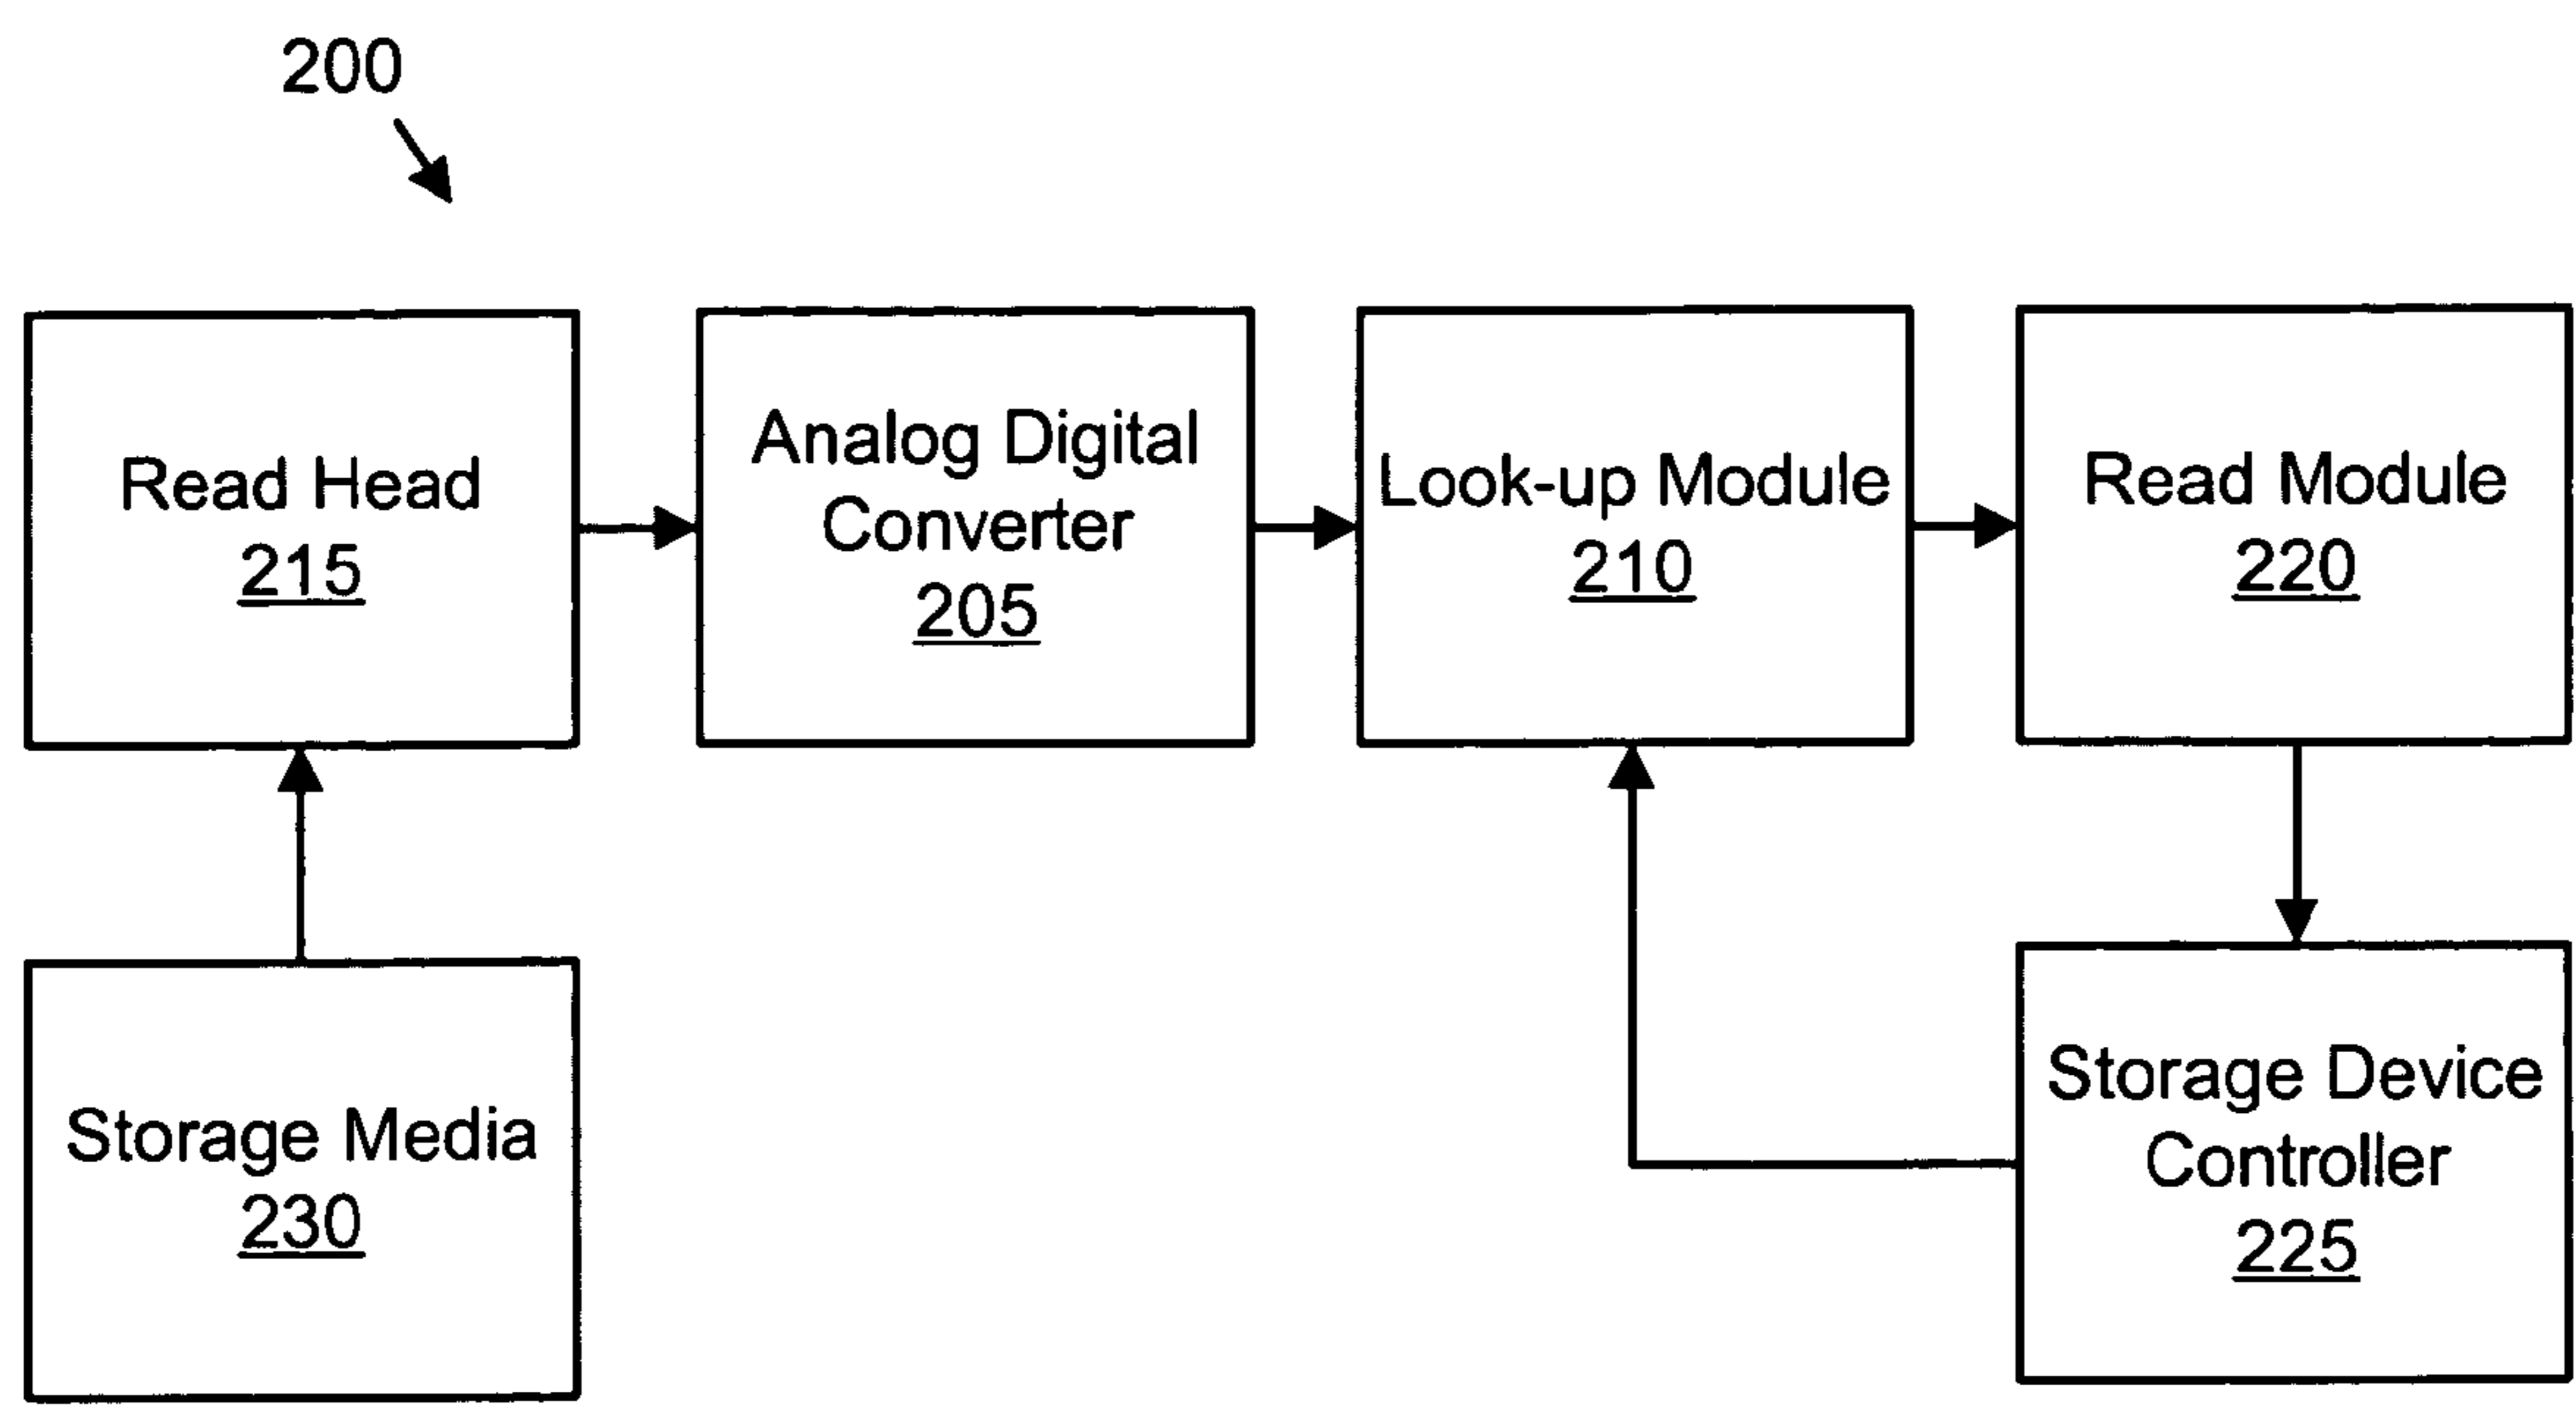 200
Read Head
215
Analog Digital
Converter
205
Look-up Module
210
Read Module
220
Storage Media
230
Storage Device
Controller
225